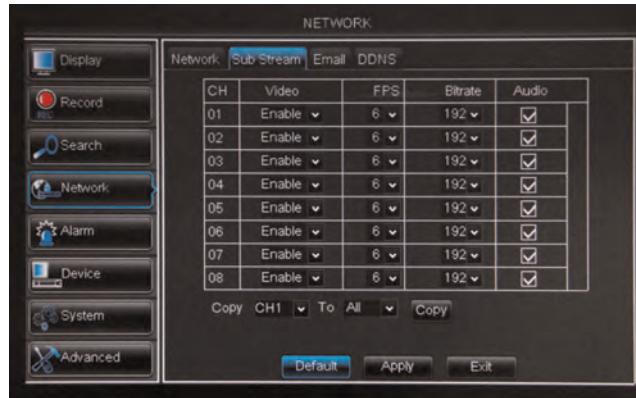 NETWORK
Display
Record
REC
Search
Network
Alarm
Device
System
Advanced
Network Sub Stream Email DDNS
CH Video FPS Bitrate Audio
01 Enable 6 192
02 Enable 6 192
03 Enable 6 192
04 Enable 6 192
05 Enable 6 192
06 Enable 6 192
07 Enable 6 192
08 Enable 6 192
Copy CH1 To All Copy
Default Apply Exit